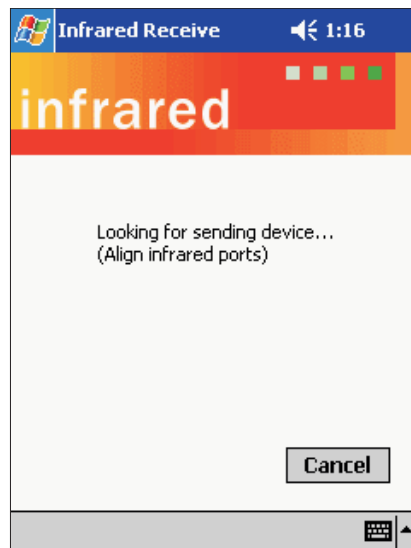 Infrared Receive 1:16
infrared
Looking for sending device...
(Align infrared ports)
Cancel